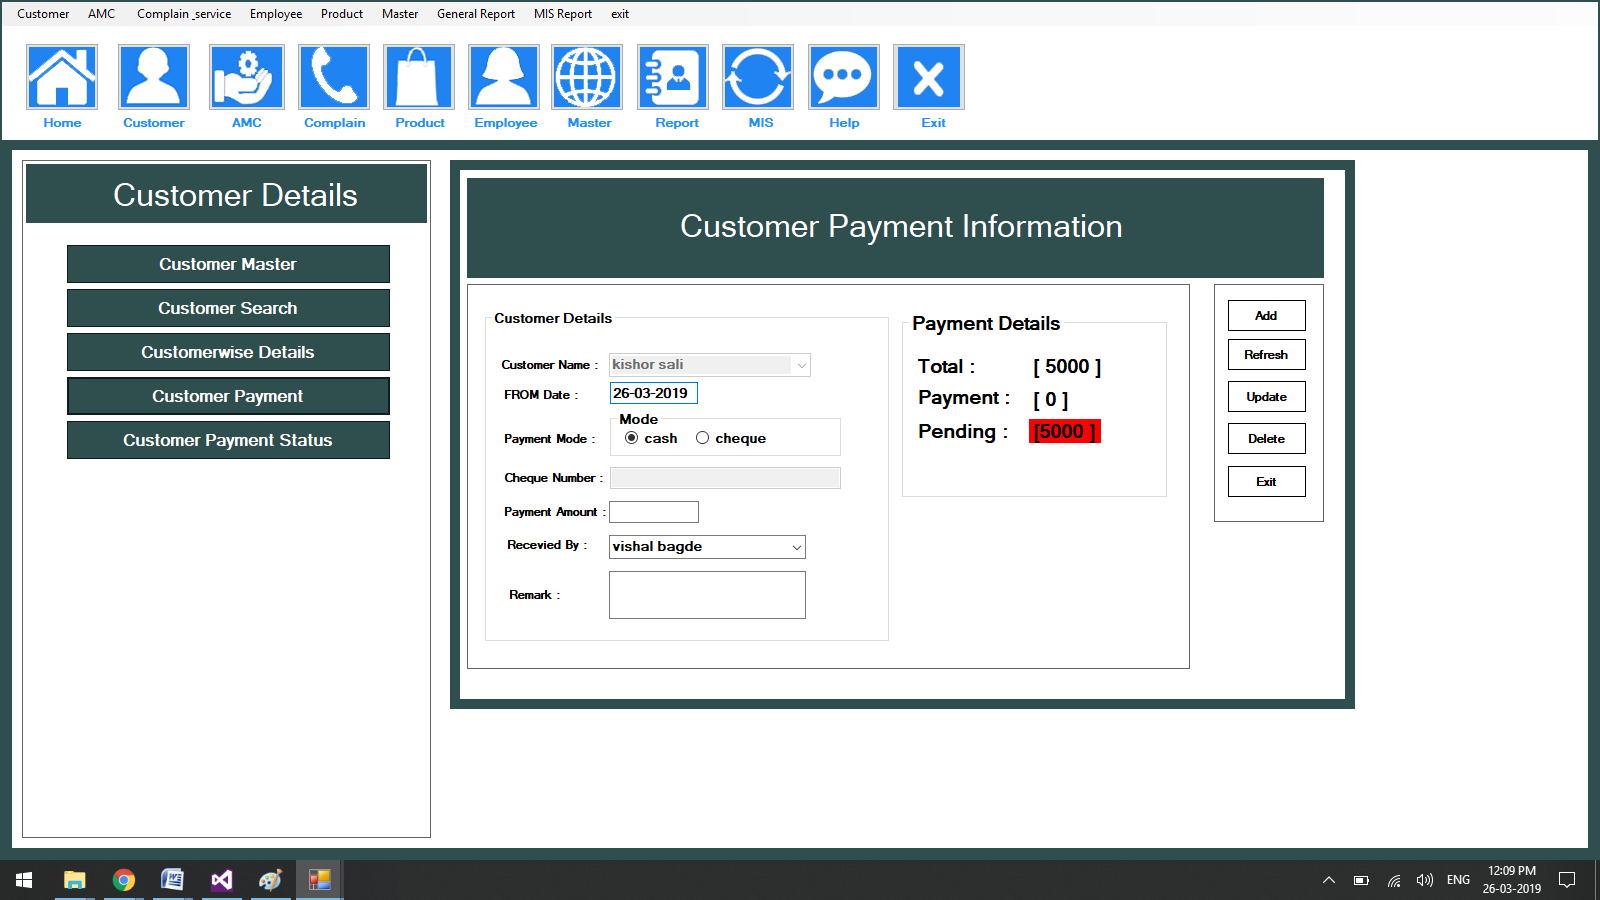 Customer AMC Complain _service Employee Product Master General Report MIS Report exit
Home Customer AMC Complain Product Employee Master Report MIS Help Exit
Customer Details
Customer Master
Customer Search
Customerwise Details
Customer Payment
Customer Payment Status
Customer Payment Information
Customer Details
Customer Name : kishor sali
FROM Date : 26-03-2019
Mode
Payment Mode : cash cheque
Cheque Number :
Payment Amount :
Recevied By : vishal bagde
Remark :
Payment Details
Total : [ 5000 ]
Payment : [ 0 ]
Pending : [5000 ]
Add
Refresh
Update
Delete
Exit
ENG
12:09 PM
26-03-2019